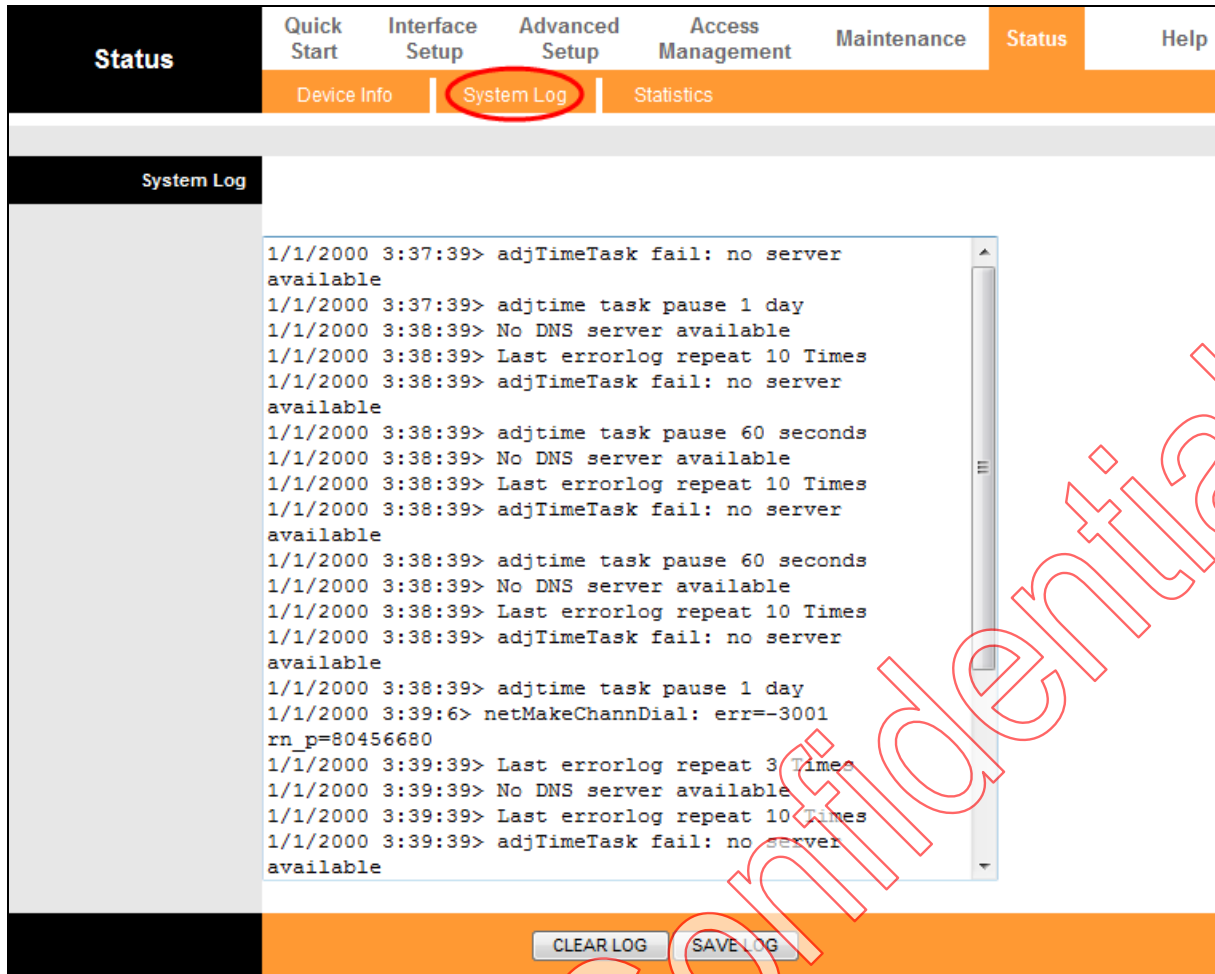 Status
Quick Start
Interface Setup
Advanced Setup
Access Management
Maintenance
Status
Help
Device Info
System Log
Statistics
System Log
1/1/2000 3:37:39> adjTimeTask fail: no server
available
1/1/2000 3:37:39> adjtime task pause 1 day
1/1/2000 3:38:39> No DNS server available
1/1/2000 3:38:39> Last errorlog repeat 10 Times
1/1/2000 3:38:39> adjTimeTask fail: no server
available
1/1/2000 3:38:39> adjtime task pause 60 seconds
1/1/2000 3:38:39> No DNS server available
1/1/2000 3:38:39> Last errorlog repeat 10 Times
1/1/2000 3:38:39> adjTimeTask fail: no server
available
1/1/2000 3:38:39> adjtime task pause 60 seconds
1/1/2000 3:38:39> No DNS server available
1/1/2000 3:38:39> Last errorlog repeat 10 Times
1/1/2000 3:38:39> adjTimeTask fail: no server
available
1/1/2000 3:38:39> adjtime task pause 1 day
1/1/2000 3:39:6> netMakeChannDial: err=-3001
rn_p=80456680
1/1/2000 3:39:39> Last errorlog repeat 3 Times
1/1/2000 3:39:39> No DNS server available
1/1/2000 3:39:39> Last errorlog repeat 10 Times
1/1/2000 3:39:39> adjTimeTask fail: no server
available
CLEAR LOG
SAVE LOG
Confidential